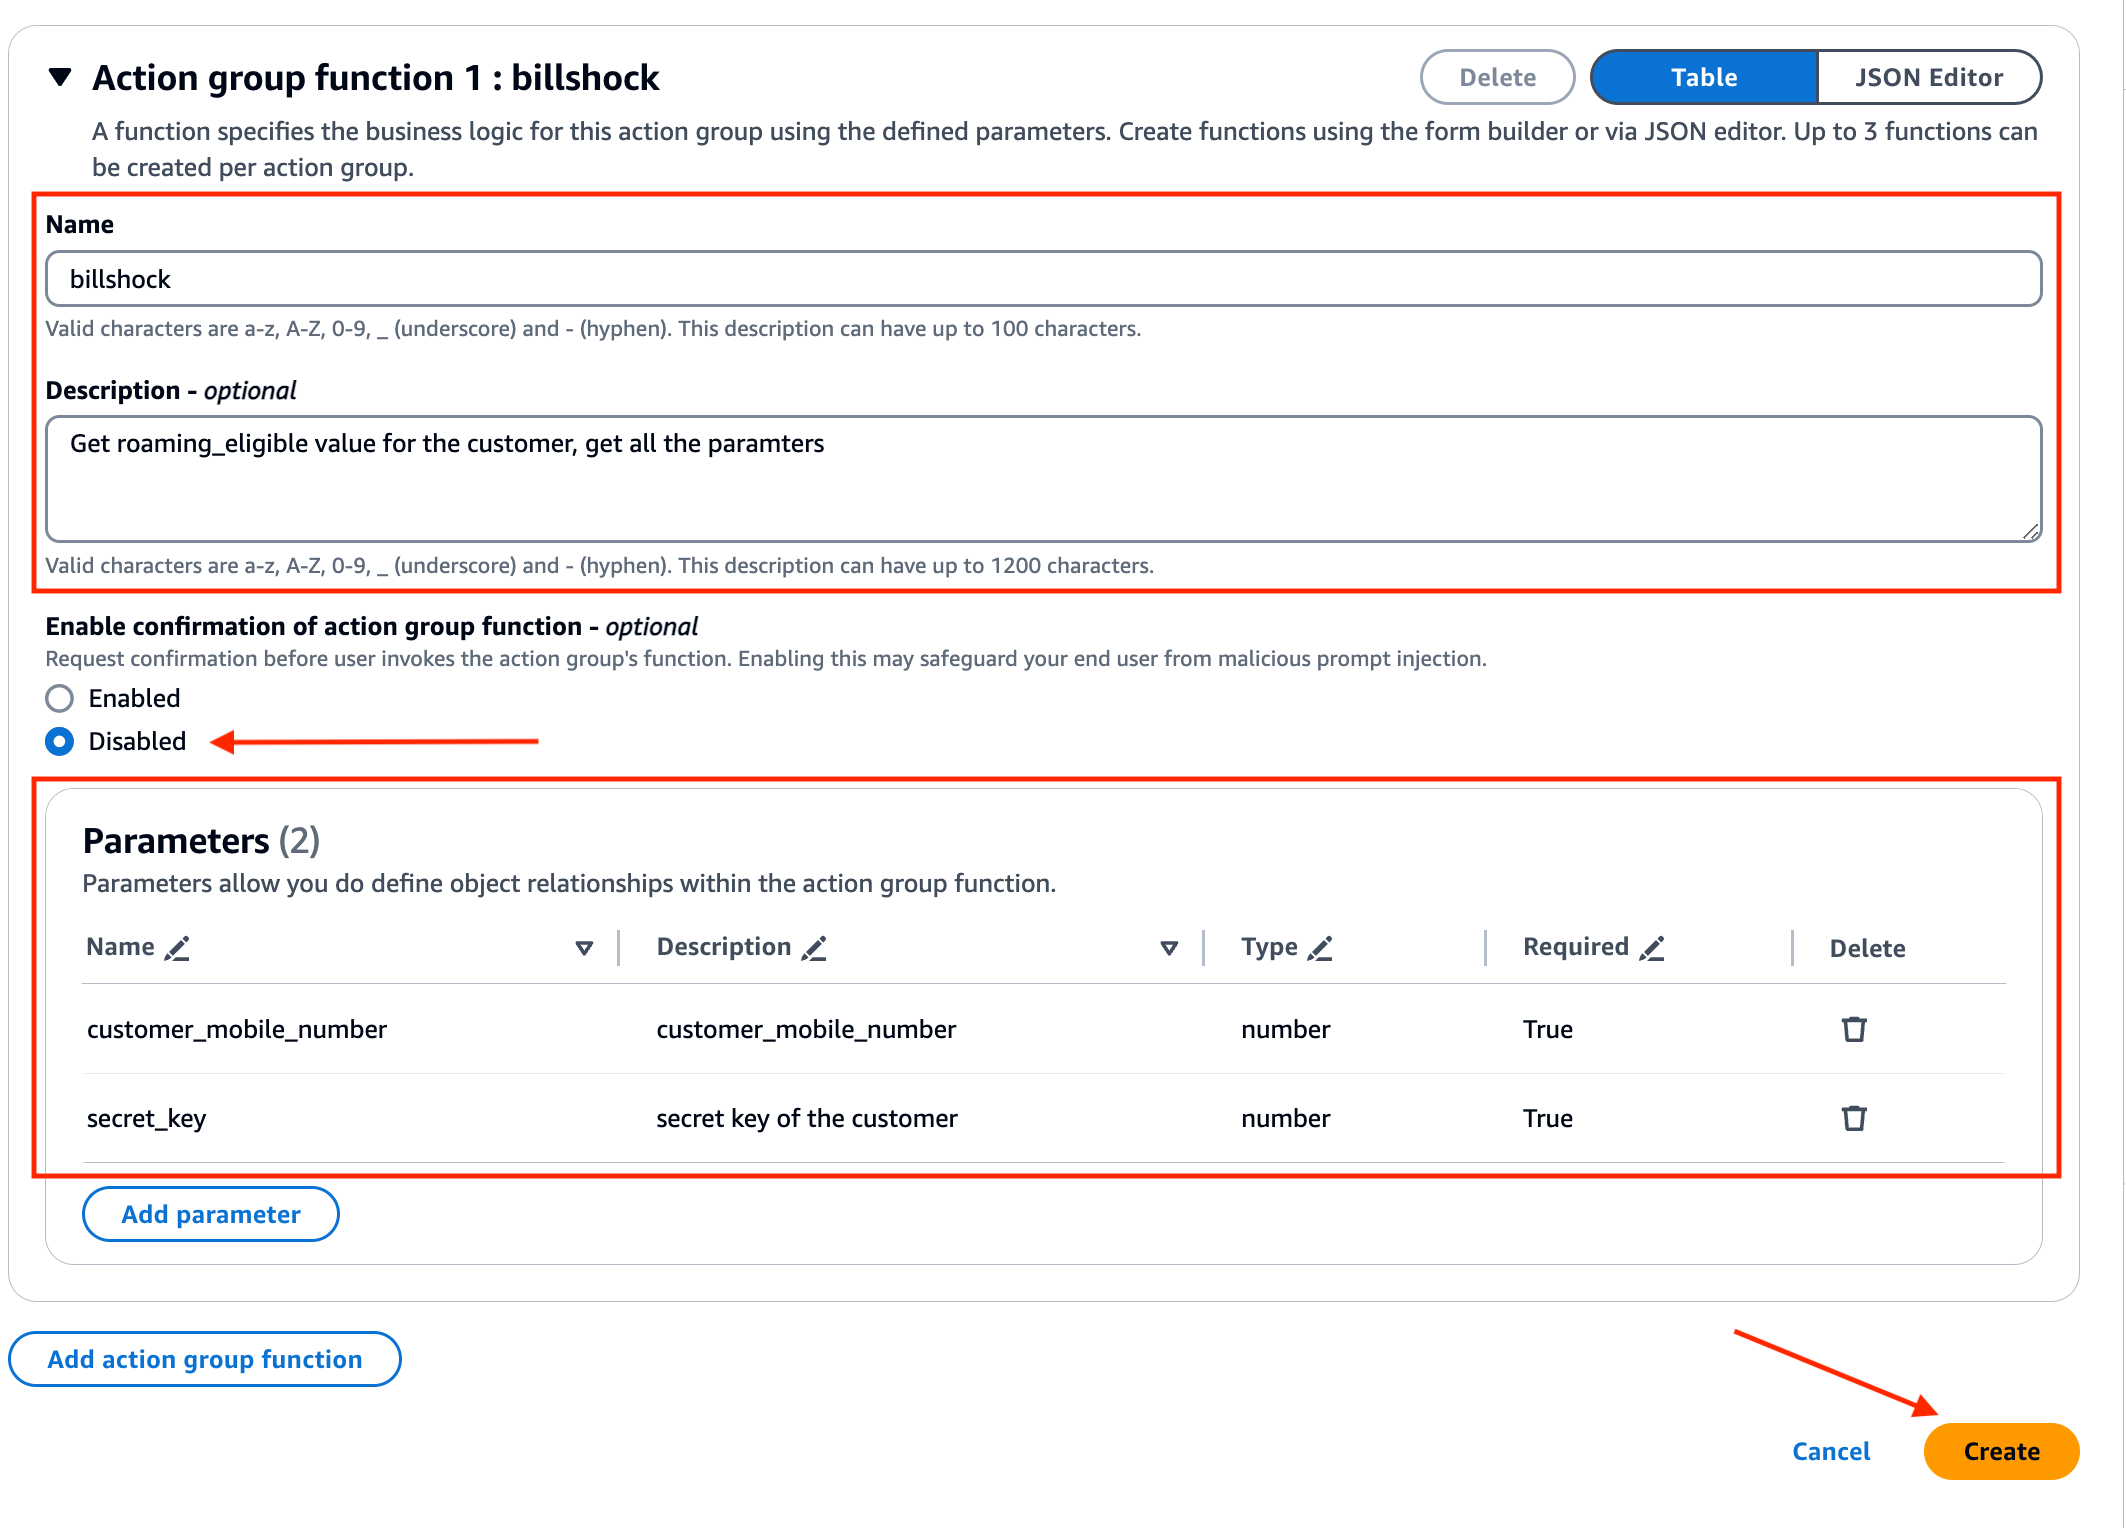 Action group function 1 : billshock
Delete
Table
JSON Editor
A function specifies the business logic for this action group using the defined parameters. Create functions using the form builder or via JSON editor. Up to 3 functions can
be created per action group.
Name
billshock
Valid characters are a-z, A-Z, 0-9, _ (underscore) and - (hyphen). This description can have up to 100 characters.
Description - optional
Get roaming_eligible value for the customer, get all the paramters
Valid characters are a-z, A-Z, 0-9, _ (underscore) and - (hyphen). This description can have up to 1200 characters.
Enable confirmation of action group function - optional
Request confirmation before user invokes the action group's function. Enabling this may safeguard your end user from malicious prompt injection.
Enabled
Disabled
Parameters (2)
Parameters allow you do define object relationships within the action group function.
Name Description Type Required Delete
customer_mobile_number customer_mobile_number number True
secret_key secret key of the customer number True
Add parameter
Add action group function
Cancel
Create